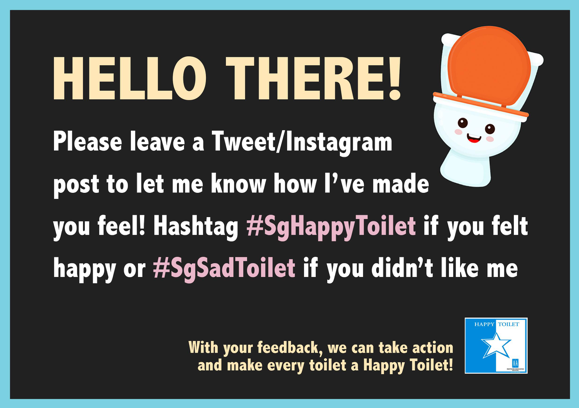 HELLO THERE!
Please leave a Tweet/Instagram
post to let me know how I've made
you feel! Hashtag #SgHappyToilet if you felt
happy or #SgSadToilet if you didn't like me
With your feedback, we can take action
and make every toilet a Happy Toilet!
HAPPY TOILET